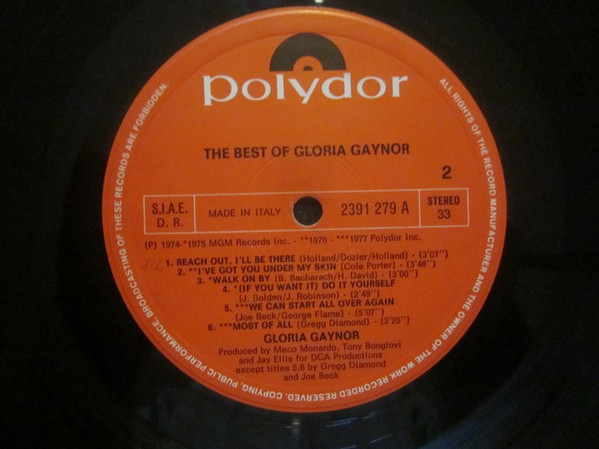 polydor
THE BEST OF GLORIA GAYNOR
2
S.I.A.E.
D. R.
MADE IN ITALY
2391 279 A
STEREO
33
(P) 1974-*1975 MGM Records Inc. - **1976 - ***1977 Polydor Inc.
1. REACH OUT, I'LL BE THERE (Holland/Dozier/Holland) - (3'07'')
2. **I'VE GOT YOU UNDER MY SKIN (Cole Porter) - (3'48'')
3. *WALK ON BY (B. Bacharach/H. David) - (3'00'')
4. *(IF YOU WANT IT) DO IT YOURSELF
(J. Golden/J. Robinson) - (2'49'')
5. ***WE CAN START ALL OVER AGAIN
(Joe Beck/George Flame) - (5'07'')
6. ***MOST OF ALL (Gregg Diamond) - (3'20'')
GLORIA GAYNOR
Produced by Meco Monardo, Tony Bonglovi
and Jay Ellis for DCA Productions
except titles 5,6 by Gregg Diamond
and Joe Beck
ALL RIGHTS OF THE RECORD MANUFACTURER AND THE OWNER OF THE WORK RECORDED RESERVED. COPYING, PUBLIC PERFORMANCE, BROADCASTING OF THESE RECORDS ARE FORBIDDEN.